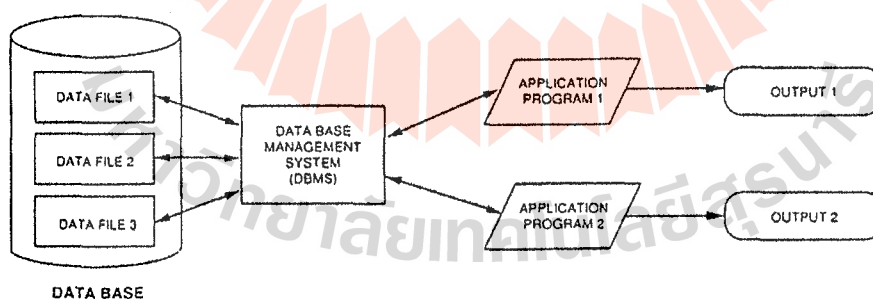 DATA FILE 1
DATA FILE 2
DATA FILE 3
DATA BASE
DATA BASE
MANAGEMENT
SYSTEM
(DBMS)
APPLICATION
PROGRAM 1
OUTPUT 1
APPLICATION
PROGRAM 2
OUTPUT 2